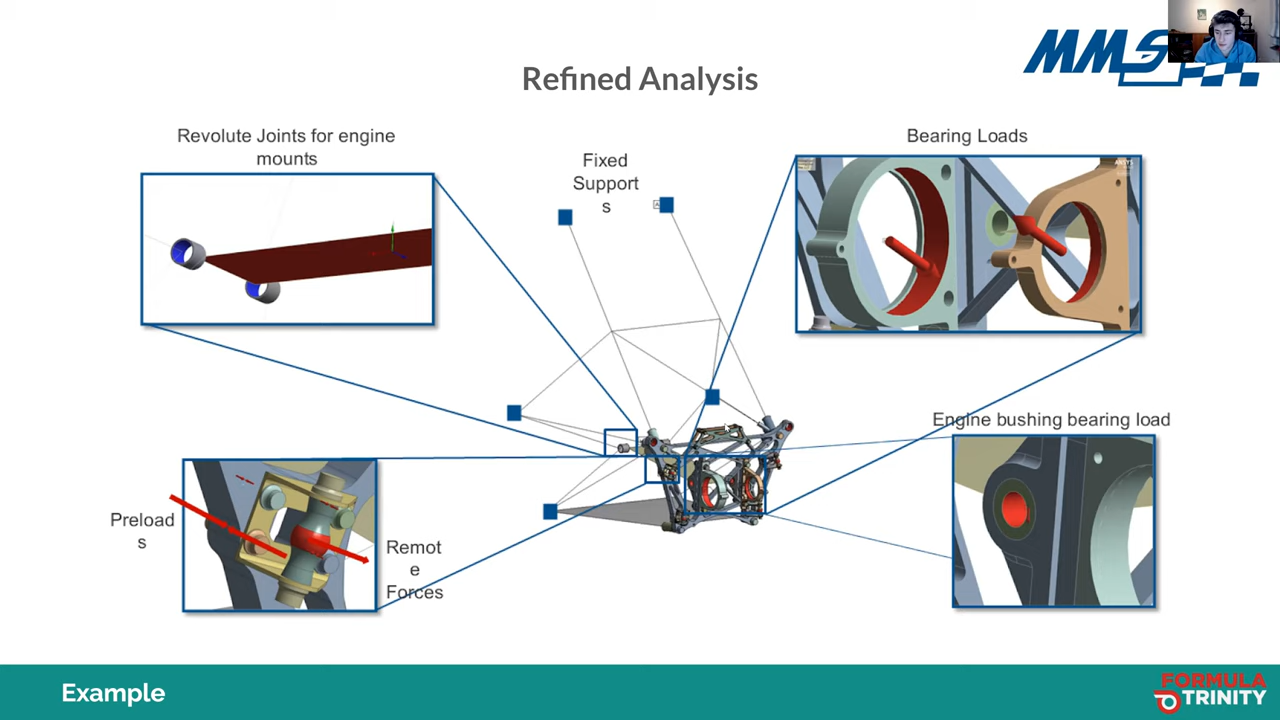 MMS
Refined Analysis
Revolute Joints for engine
mounts
Fixed
Support
s
Bearing Loads
ANSYS
Engine bushing bearing load
Preload
s
Remot
e
Forces
Example
FORMULA
TRINITY